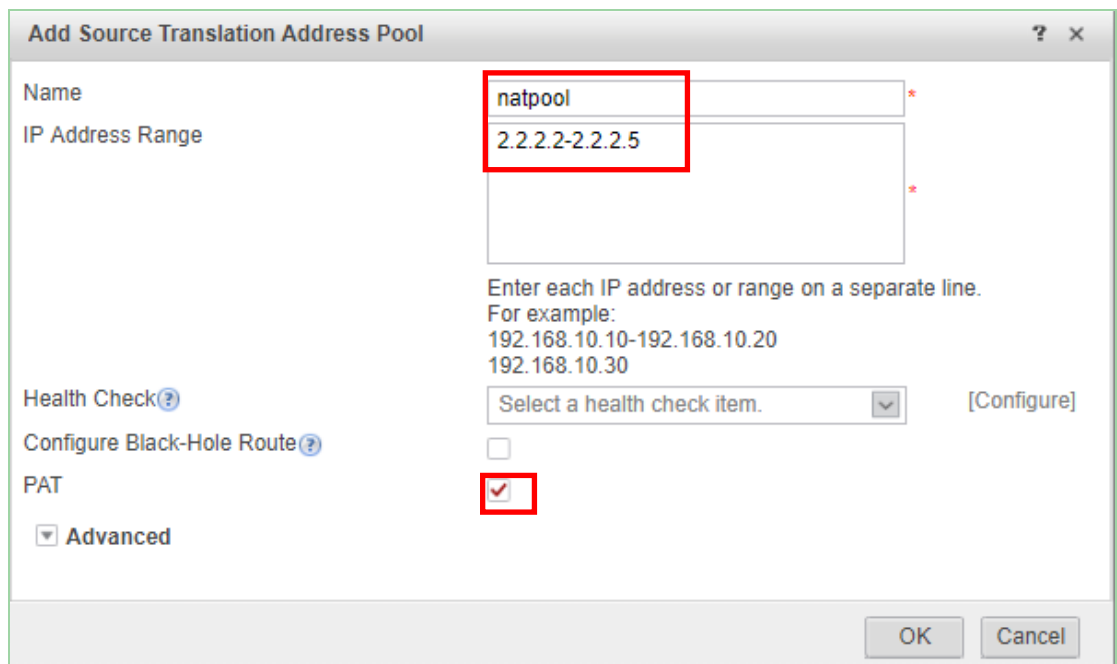 Add Source Translation Address Pool ? ×
Name natpool *
IP Address Range 2.2.2.2-2.2.2.5 *
Enter each IP address or range on a separate line.
For example:
192.168.10.10-192.168.10.20
192.168.10.30
Health Check ? Select a health check item. [Configure]
Configure Black-Hole Route ?
PAT
Advanced
OK Cancel